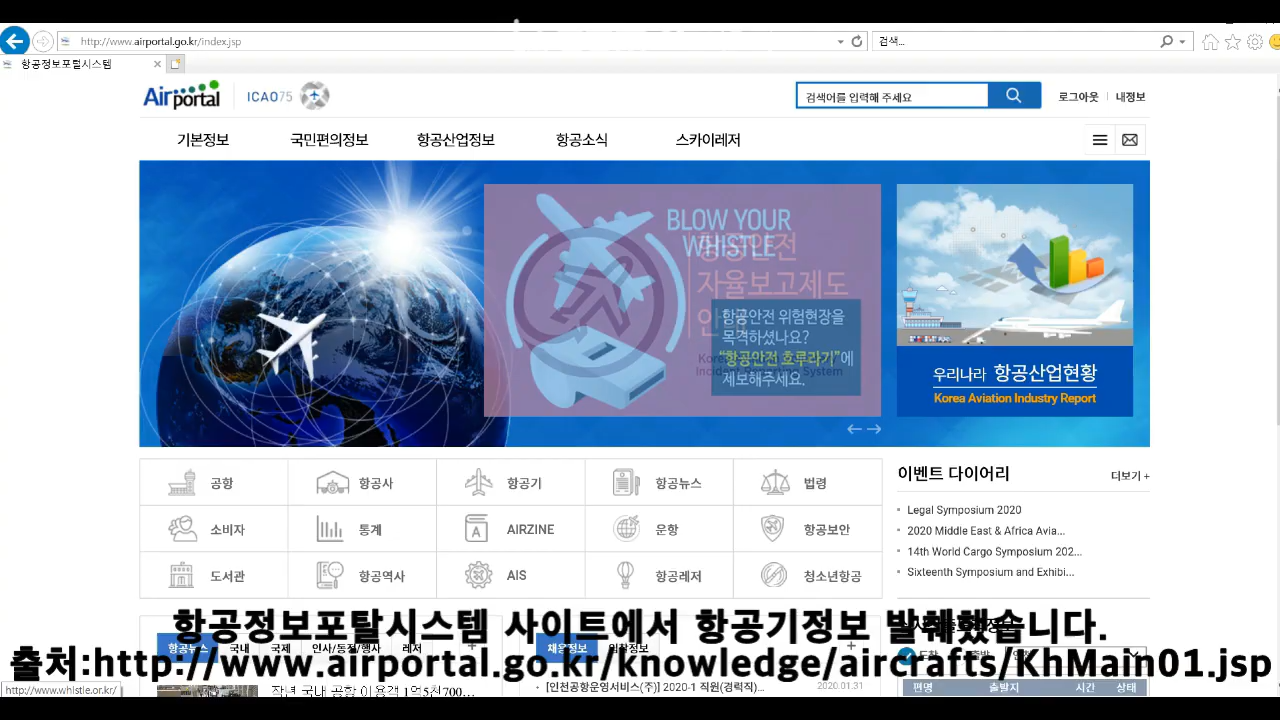 http://www.airportal.go.kr/index.jsp
검색...
항공정보포털시스템
Airportal
ICAO75
검색어를 입력해 주세요
로그아웃
내정보
기본정보
국민편의정보
항공산업정보
항공소식
스카이레저
BLOW YOUR
WHISTLE
항공안전
자율보고제도
항공안전 위험현장을
목격하셨나요?
"항공안전 호루라기"에
제보해주세요.
우리나라 항공산업현황
Korea Aviation Industry Report
공항
항공사
항공기
항공뉴스
법령
소비자
통계
AIRZINE
운항
항공보안
도서관
항공역사
AIS
항공레저
청소년항공
이벤트 다이어리
더보기 +
Legal Symposium 2020
2020 Middle East & Africa Avia...
14th World Cargo Symposium 202...
Sixteenth Symposium and Exhibi...
항공정보포탈시스템 사이트에서 항공기정보 발췌했습니다.
항공뉴스
국내
국제
인사/동정/행사
레저
채용정보
출처:http://www.airportal.go.kr/knowledge/aircrafts/KhMain01.jsp
http://www.whistle.or.kr/
[인천공항운영서비스(주)] 2020-1 직원(경력직)...
2020.01.31
편명
출발지
시간
상태